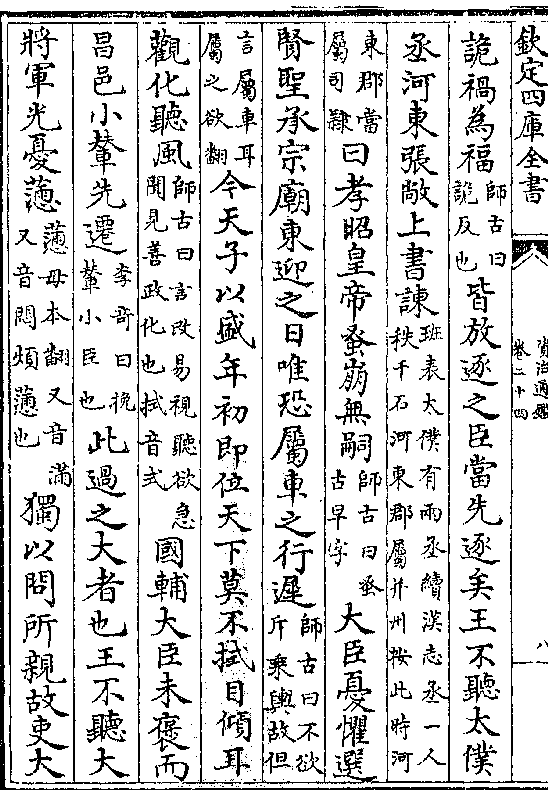 欽定四庫全書
資治通鑑
卷二十四
八
詭禍為福師古曰詭反也皆放逐之臣當先逐矣王不聽太僕
丞河東張敞上書諫班表太僕有兩丞續漢志丞一人秩千石河東郡屬并州按此時河
東郡當屬司隸曰孝昭皇帝蚤崩無嗣師古曰蚤古早字大臣憂懼選
賢聖承宗廟東迎之日唯恐屬車之行遲師古曰不欲斥乘輿故但
言屬車耳屬之欲翻今天子以盛年初即位天下莫不拭目傾耳
觀化聽風師古曰言改易視聽欲急聞見善政化也拭音式國輔大臣未褒而
昌邑小輦先遷李奇曰挽輦小臣也此過之大者也王不聽大
將軍光憂懣懣母本翻又音滿又音悶煩懣也獨以問所親故吏大